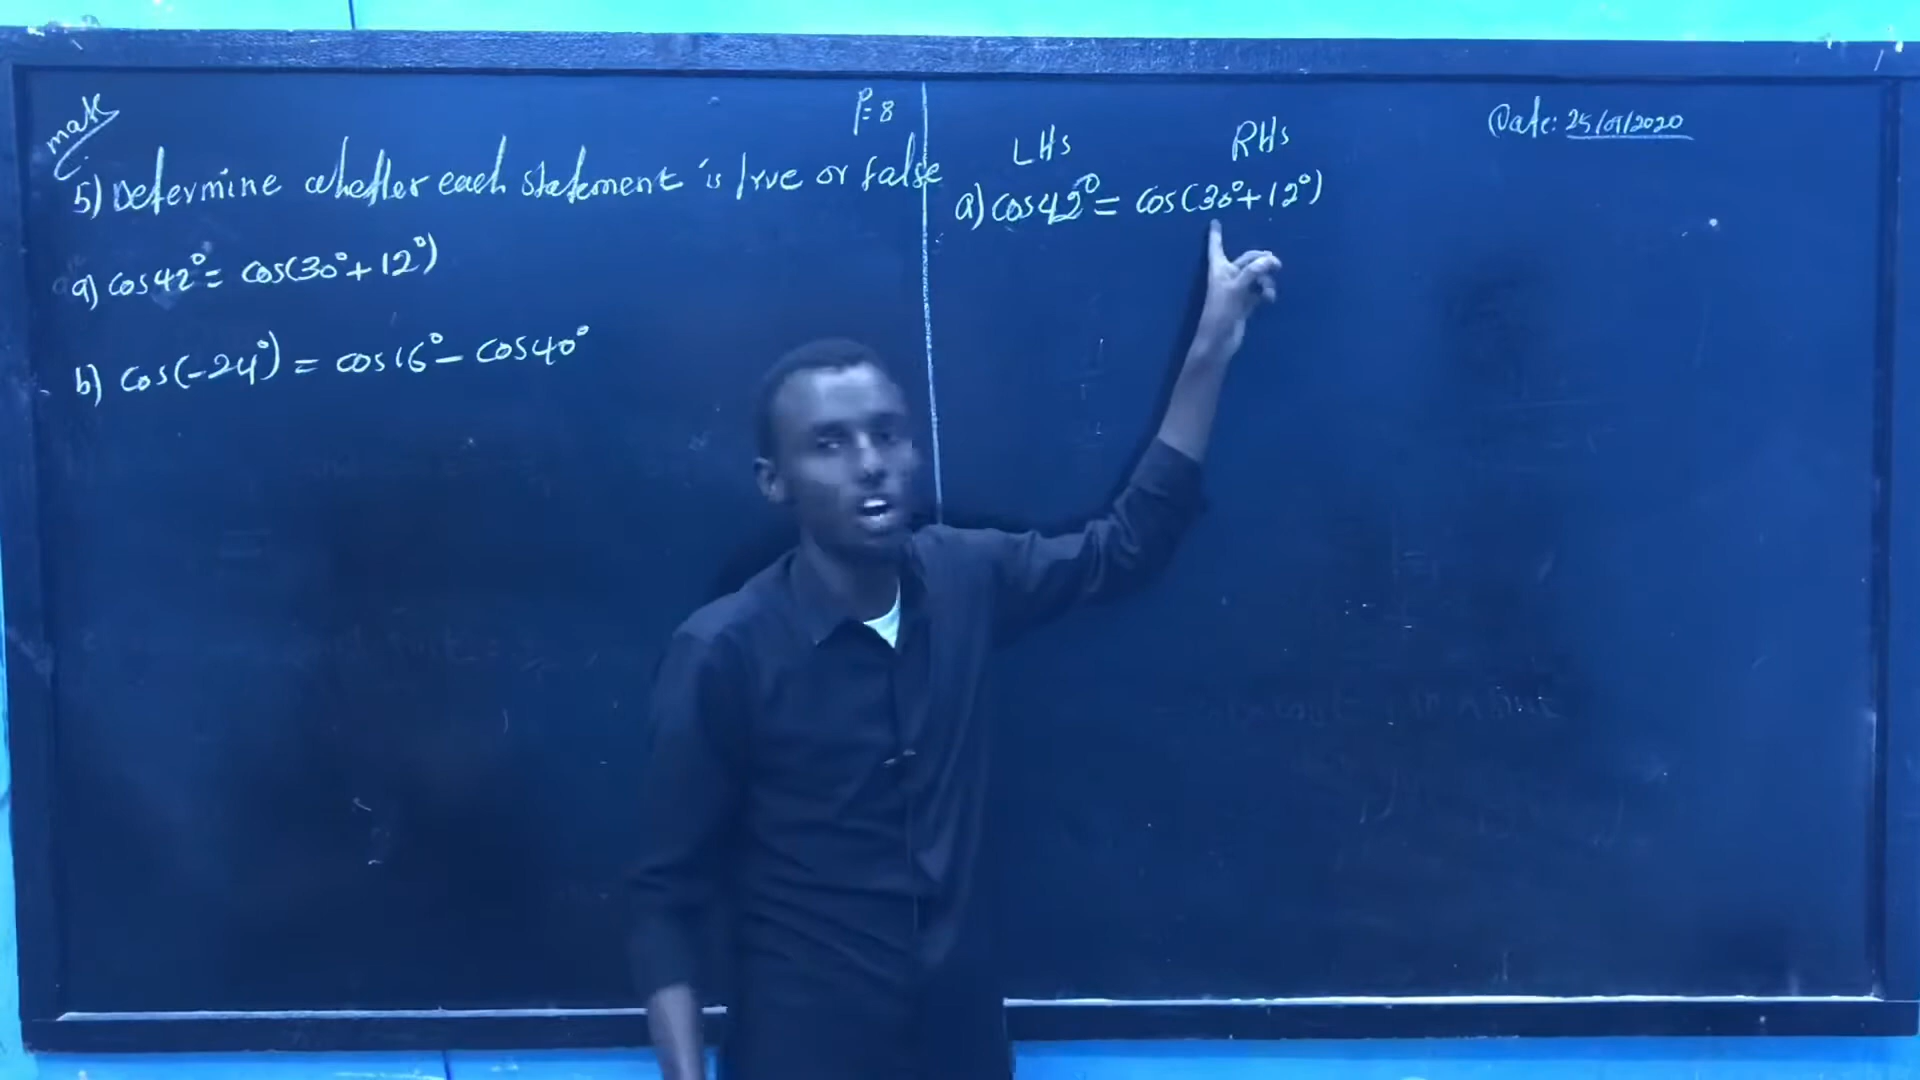 math
P=8
5) Determine whether each statement is true or false
a) cos42° = cos(30°+12°)
b) cos(-24°) = cos16° - cos40°
LHs RHs
a) cos42° = cos(30°+12°)
Date: 25/01/2020